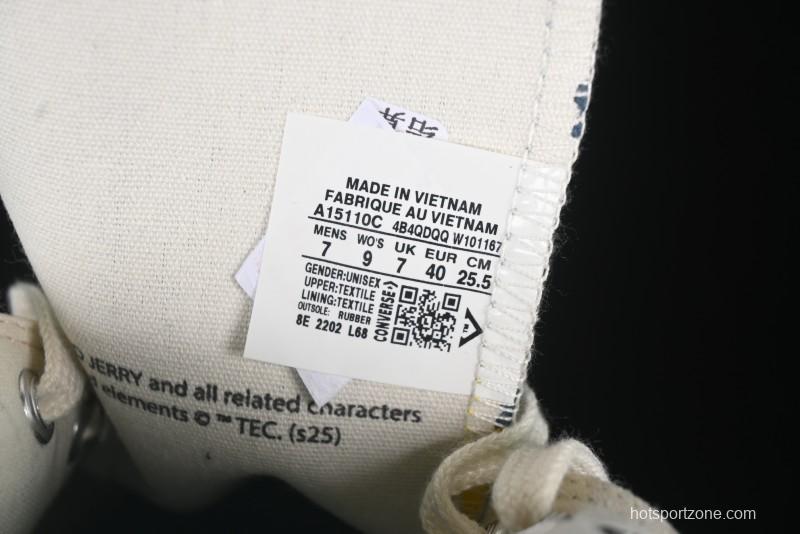 MADE IN VIETNAM
FABRIQUE AU VIETNAM
A15110C 4B4QDQQ W101167
MENS WO'S UK EUR CM
7 9 7 40 25.5
GENDER:UNISEX
UPPER:TEXTILE
LINING:TEXTILE
OUTSOLE: RUBBER
8E 2202 L68
CONVERSE
JERRY and all related characters
elements © ™ TEC. (s25)
hotsportzone.com